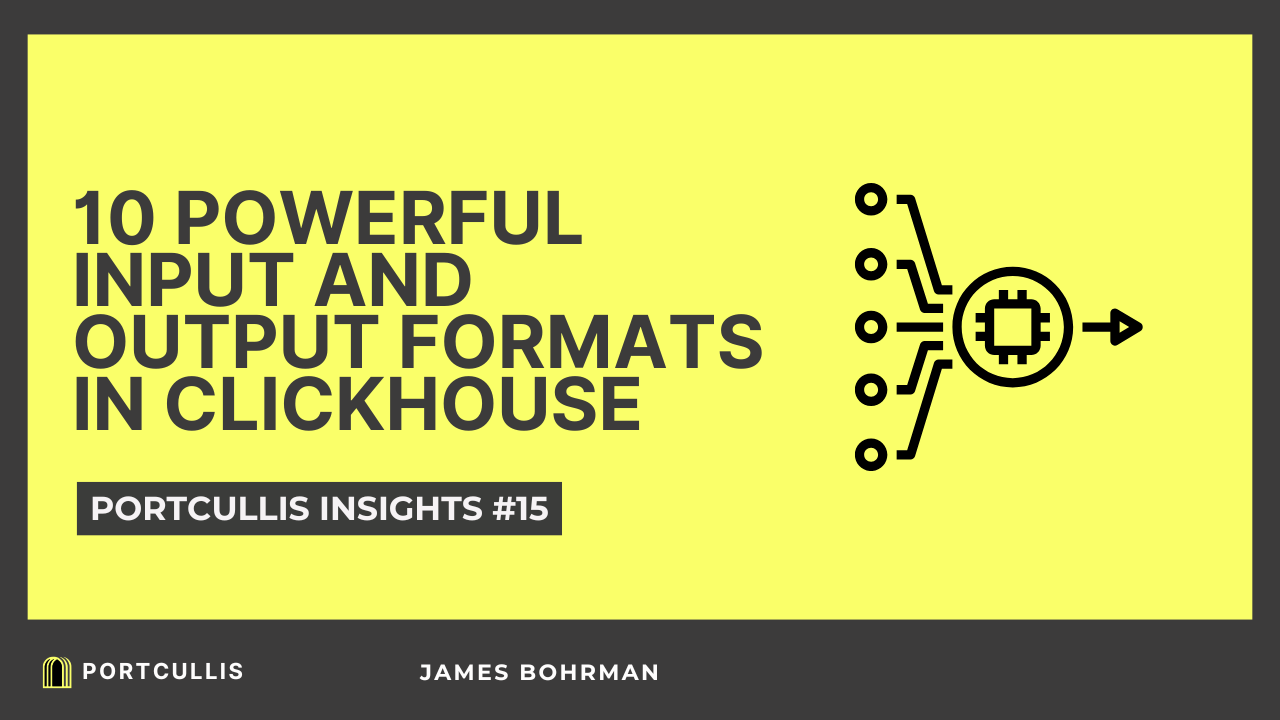 10 POWERFUL
INPUT AND
OUTPUT FORMATS
IN CLICKHOUSE
PORTCULLIS INSIGHTS #15
PORTCULLIS
JAMES BOHRMAN